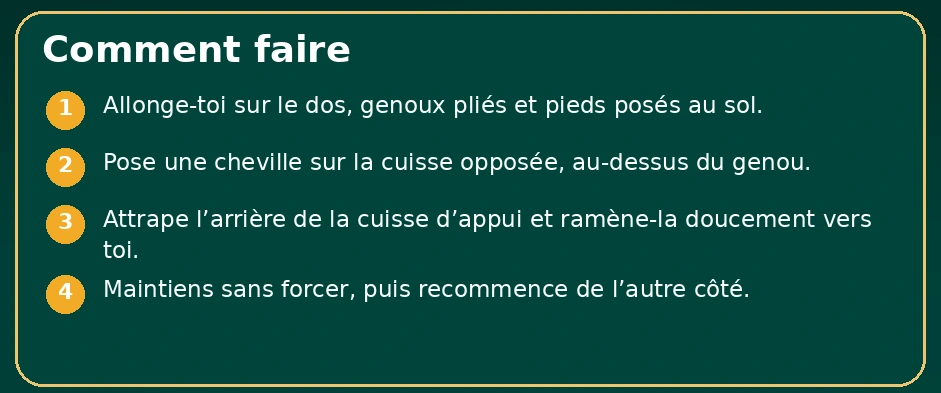 Comment faire
1 Allonge-toi sur le dos, genoux pliés et pieds posés au sol.
2 Pose une cheville sur la cuisse opposée, au-dessus du genou.
3 Attrape l’arrière de la cuisse d’appui et ramène-la doucement vers
toi.
4 Maintiens sans forcer, puis recommence de l’autre côté.